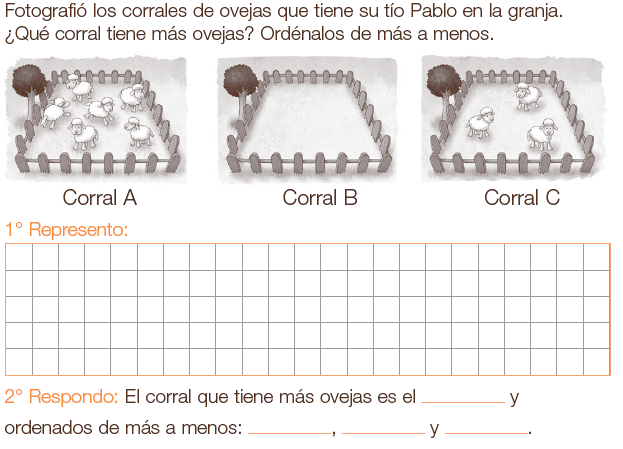 Fotografió los corrales de ovejas que tiene su tío Pablo en la granja.
¿Qué corral tiene más ovejas? Ordénalos de más a menos.
Corral A
Corral B
Corral C
1° Represento:
2° Respondo: El corral que tiene más ovejas es el ________ y
ordenados de más a menos: ________, ________ y ________.